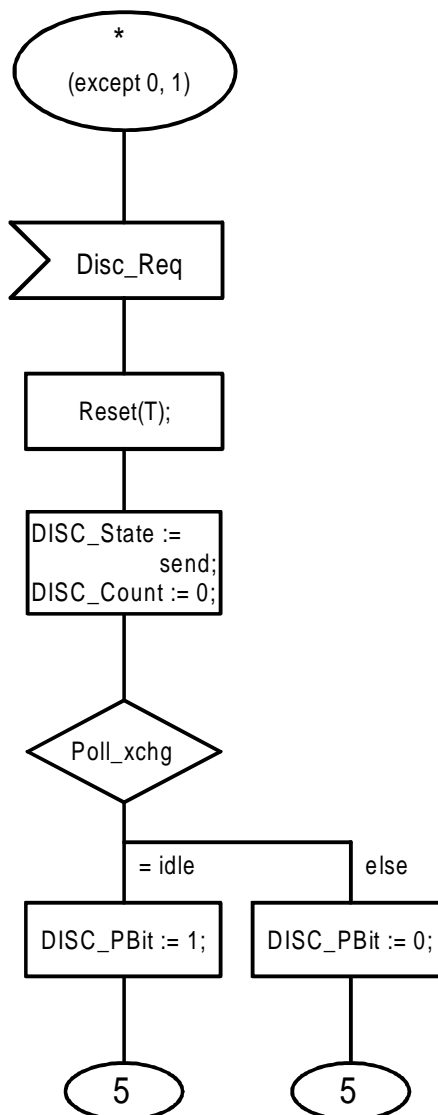 *
(except 0, 1)
Disc_Req
Reset(T);
DISC_State :=
send;
DISC_Count := 0;
Poll_xchg
= idle
else
DISC_PBit := 1;
DISC_PBit := 0;
5
5